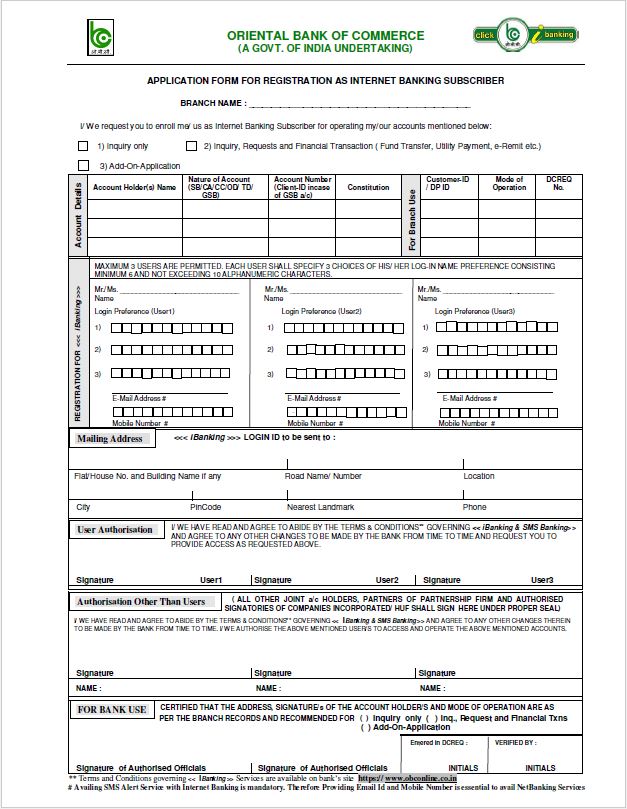 ओ.बी.सी.
ORIENTAL BANK OF COMMERCE
(A GOVT. OF INDIA UNDERTAKING)
click
ओ.बी.सी.
i banking
APPLICATION FORM FOR REGISTRATION AS INTERNET BANKING SUBSCRIBER
BRANCH NAME : _ _ _ _ _ _ _ _ _ _ _ _ _ _ _ _ _ _ _ _ _
I/ We request you to enroll me/ us as Internet Banking Subscriber for operating my/our accounts mentioned below:
1) Inquiry only 2) Inquiry, Requests and Financial Transaction ( Fund Transfer, Utility Payment, e-Remit etc.)
3) Add-On-Application
Account Details
Account Holder(s) Name
Nature of Account
(SB/CA/CC/OD/ TD/
GSB)
Account Number
(Client-ID incase
of GSB a/c)
Constitution
For Branch Use
Customer-ID
/ DP ID
Mode of
Operation
DCREQ
No.
REGISTRATION FOR <<< iBanking >>>
MAXIMUM 3 USERS ARE PERMITTED. EACH USER SHALL SPECIFY 3 CHOICES OF HIS/ HER LOG-IN NAME PREFERENCE CONSISTING
MINIMUM 6 AND NOT EXCEEDING 10 ALPHANUMERIC CHARACTERS.
Mr./Ms. Mr./Ms. Mr./Ms.
Name Name Name
Login Preference (User1) Login Preference (User2) Login Preference (User3)
1) 1) 1)
2) 2) 2)
3) 3) 3)
E-Mail Address # E-Mail Address # E-Mail Address #
Mobile Number # Mobile Number # Mobile Number #
Mailing Address <<< iBanking >>> LOGIN ID to be sent to :
Flat/House No. and Building Name if any Road Name/ Number Location
City PinCode Nearest Landmark Phone
User Authorisation
I/ WE HAVE READ AND AGREE TO ABIDE BY THE TERMS & CONDITIONS** GOVERNING << iBanking & SMS Banking>>
AND AGREE TO ANY OTHER CHANGES TO BE MADE BY THE BANK FROM TIME TO TIME AND REQUEST YOU TO
PROVIDE ACCESS AS REQUESTED ABOVE.
Signature User1 Signature User2 Signature User3
Authorisation Other Than Users
( ALL OTHER JOINT a/c HOLDERS, PARTNERS OF PARTNERSHIP FIRM AND AUTHORISED
SIGNATORIES OF COMPANIES INCORPORATED/ HUF SHALL SIGN HERE UNDER PROPER SEAL)
I/ WE HAVE READ AND AGREE TO ABIDE BY THE TERMS & CONDITIONS** GOVERNING << iBanking & SMS Banking>> AND AGREE TO ANY OTHER CHANGES THEREIN
TO BE MADE BY THE BANK FROM TIME TO TIME. I/ WE AUTHORISE THE ABOVE MENTIONED USER/S TO ACCESS AND OPERATE THE ABOVE MENTIONED ACCOUNTS.
Signature Signature Signature
NAME : NAME : NAME :
FOR BANK USE
CERTIFIED THAT THE ADDRESS, SIGNATURE/s OF THE ACCOUNT HOLDER/S AND MODE OF OPERATION ARE AS
PER THE BRANCH RECORDS AND RECOMMENDED FOR ( ) Inquiry only ( ) Inq., Request and Financial Txns
( ) Add-On-Application
Entered in DCREQ : VERIFIED BY :
Signature of Authorised Officials Signature of Authorised Officials INITIALS INITIALS
** Terms and Conditions governing << iBanking >> Services are available on bank's site https:// www.obconline.co.in
# Availing SMS Alert Service with Internet Banking is mandatory. Therefore Providing Email Id and Mobile Number is essential to avail NetBanking Services